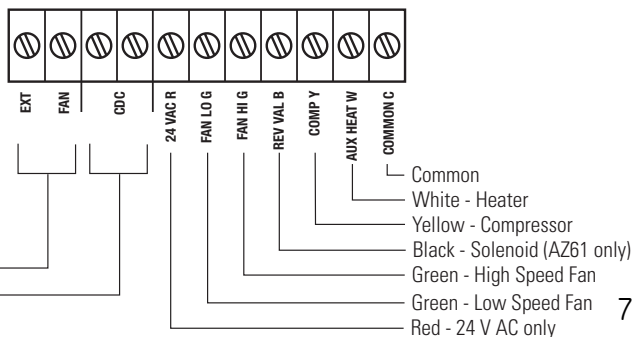 EXT
FAN
CDC
24 VAC R
FAN LO G
FAN HI G
REV VAL B
COMP Y
AUX HEAT W
COMMON C
Common
White - Heater
Yellow - Compressor
Black - Solenoid (AZ61 only)
Green - High Speed Fan
Green - Low Speed Fan
7
Red - 24 V AC only